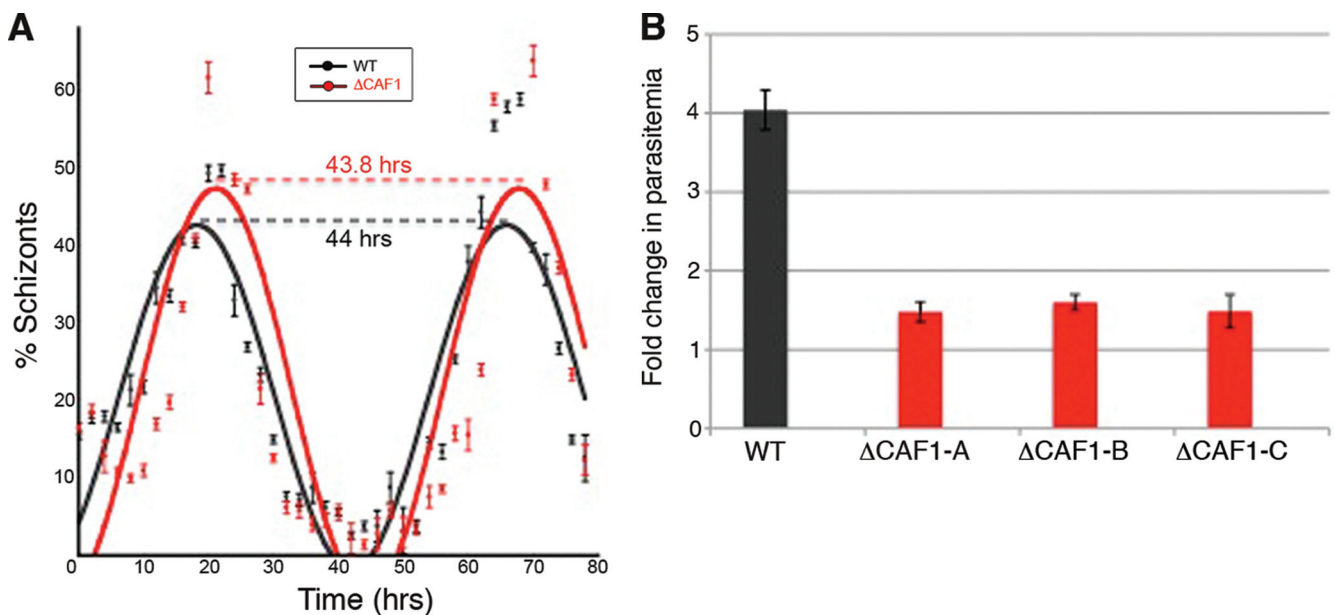 A
WT
ΔCAF1
% Schizonts
60
50
40
30
20
10
43.8 hrs
44 hrs
0 10 20 30 40 50 60 70 80
Time (hrs)
B
Fold change in parasitemia
5
4
3
2
1
0
WT ΔCAF1-A ΔCAF1-B ΔCAF1-C